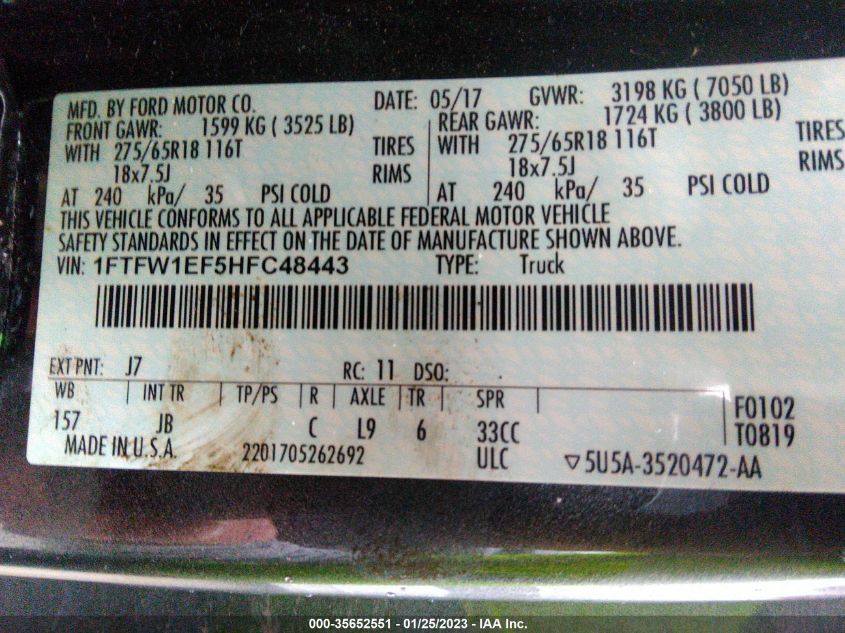 MFD. BY FORD MOTOR CO. DATE: 05/17 GVWR: 3198 KG ( 7050 LB)
FRONT GAWR: 1599 KG ( 3525 LB) REAR GAWR: 1724 KG ( 3800 LB)
WITH 275/65R18 116T TIRES WITH 275/65R18 116T TIRES
18x7.5J RIMS 18x7.5J RIMS
AT 240 kPa/ 35 PSI COLD AT 240 kPa/ 35 PSI COLD
THIS VEHICLE CONFORMS TO ALL APPLICABLE FEDERAL MOTOR VEHICLE
SAFETY STANDARDS IN EFFECT ON THE DATE OF MANUFACTURE SHOWN ABOVE.
VIN: 1FTFW1EF5HFC48443 TYPE: Truck
EXT PNT: J7 RC: 11 DSO:
WB INT TR TP/PS R AXLE TR SPR F0102
157 JB C L9 6 33CC T0819
MADE IN U.S.A. 2201705262692 ULC ▽5U5A-3520472-AA
000-35652551 - 01/25/2023 - IAA Inc.